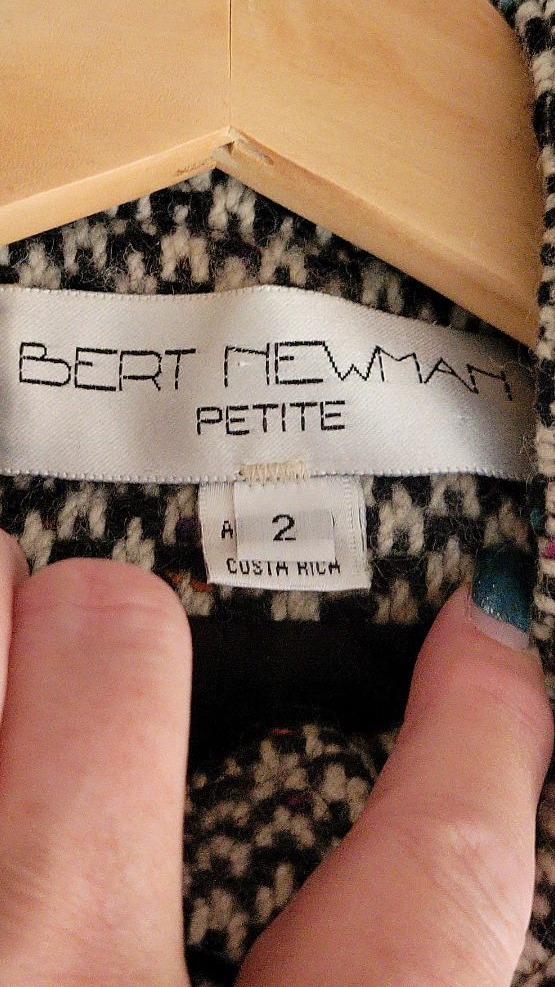 BERT NEWMAN
PETITE
A 2
COSTA RICA